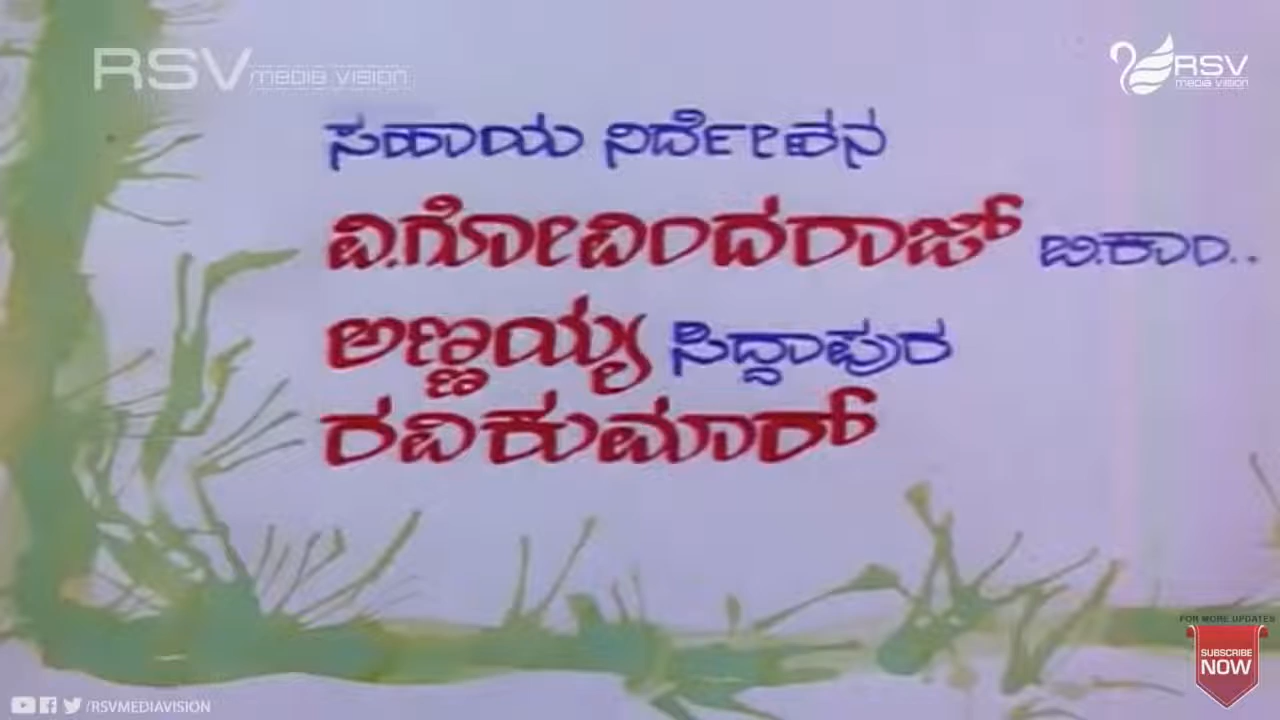 RSV media vision
RSV
media vision
ಸಹಾಯ ನಿರ್ದೇಶನ
ವಿ.ಗೋವಿಂದರಾಜ್ ಬಿ.ಕಾಂ..
ಅಣ್ಣಯ್ಯ ಸಿದ್ದಾಪುರ
ರವಿಕುಮಾರ್
FOR MORE UPDATES
SUBSCRIBE
NOW
/RSVMEDIAVISION